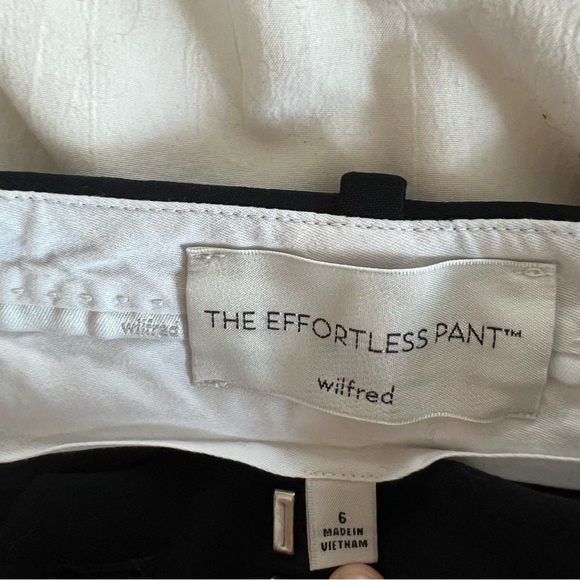 THE EFFORTLESS PANT™
wilfred
wilfred
6
MADE IN
VIETNAM